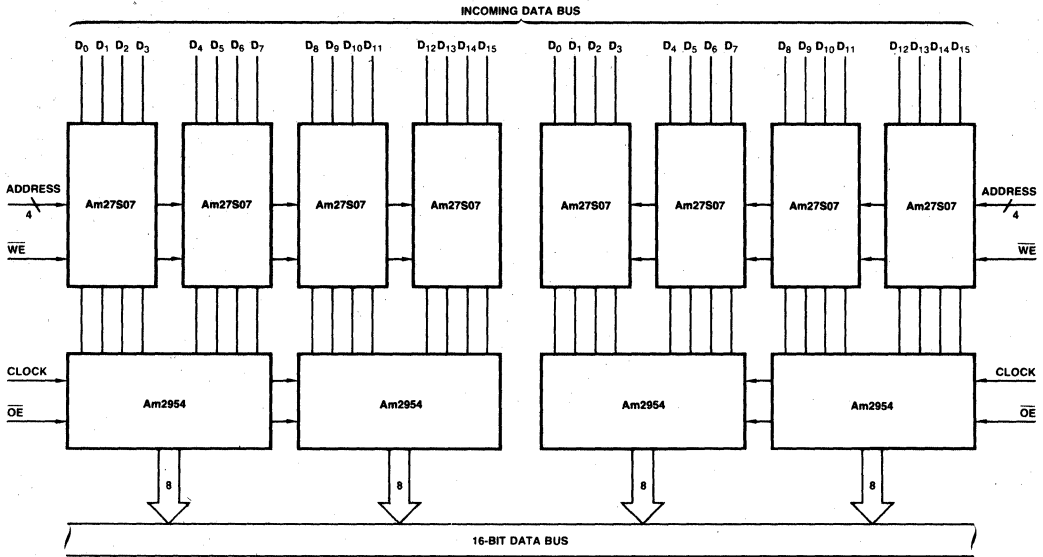 INCOMING DATA BUS
D0 D1 D2 D3 D4 D5 D6 D7 D8 D9 D10 D11 D12 D13 D14 D15 D0 D1 D2 D3 D4 D5 D6 D7 D8 D9 D10 D11 D12 D13 D14 D15
ADDRESS Am27S07 Am27S07 Am27S07 Am27S07 Am27S07 Am27S07 Am27S07 Am27S07 ADDRESS
4 4
WE WE
CLOCK CLOCK
Am2954 Am2954 Am2954 Am2954
OE OE
8 8 8 8
16-BIT DATA BUS